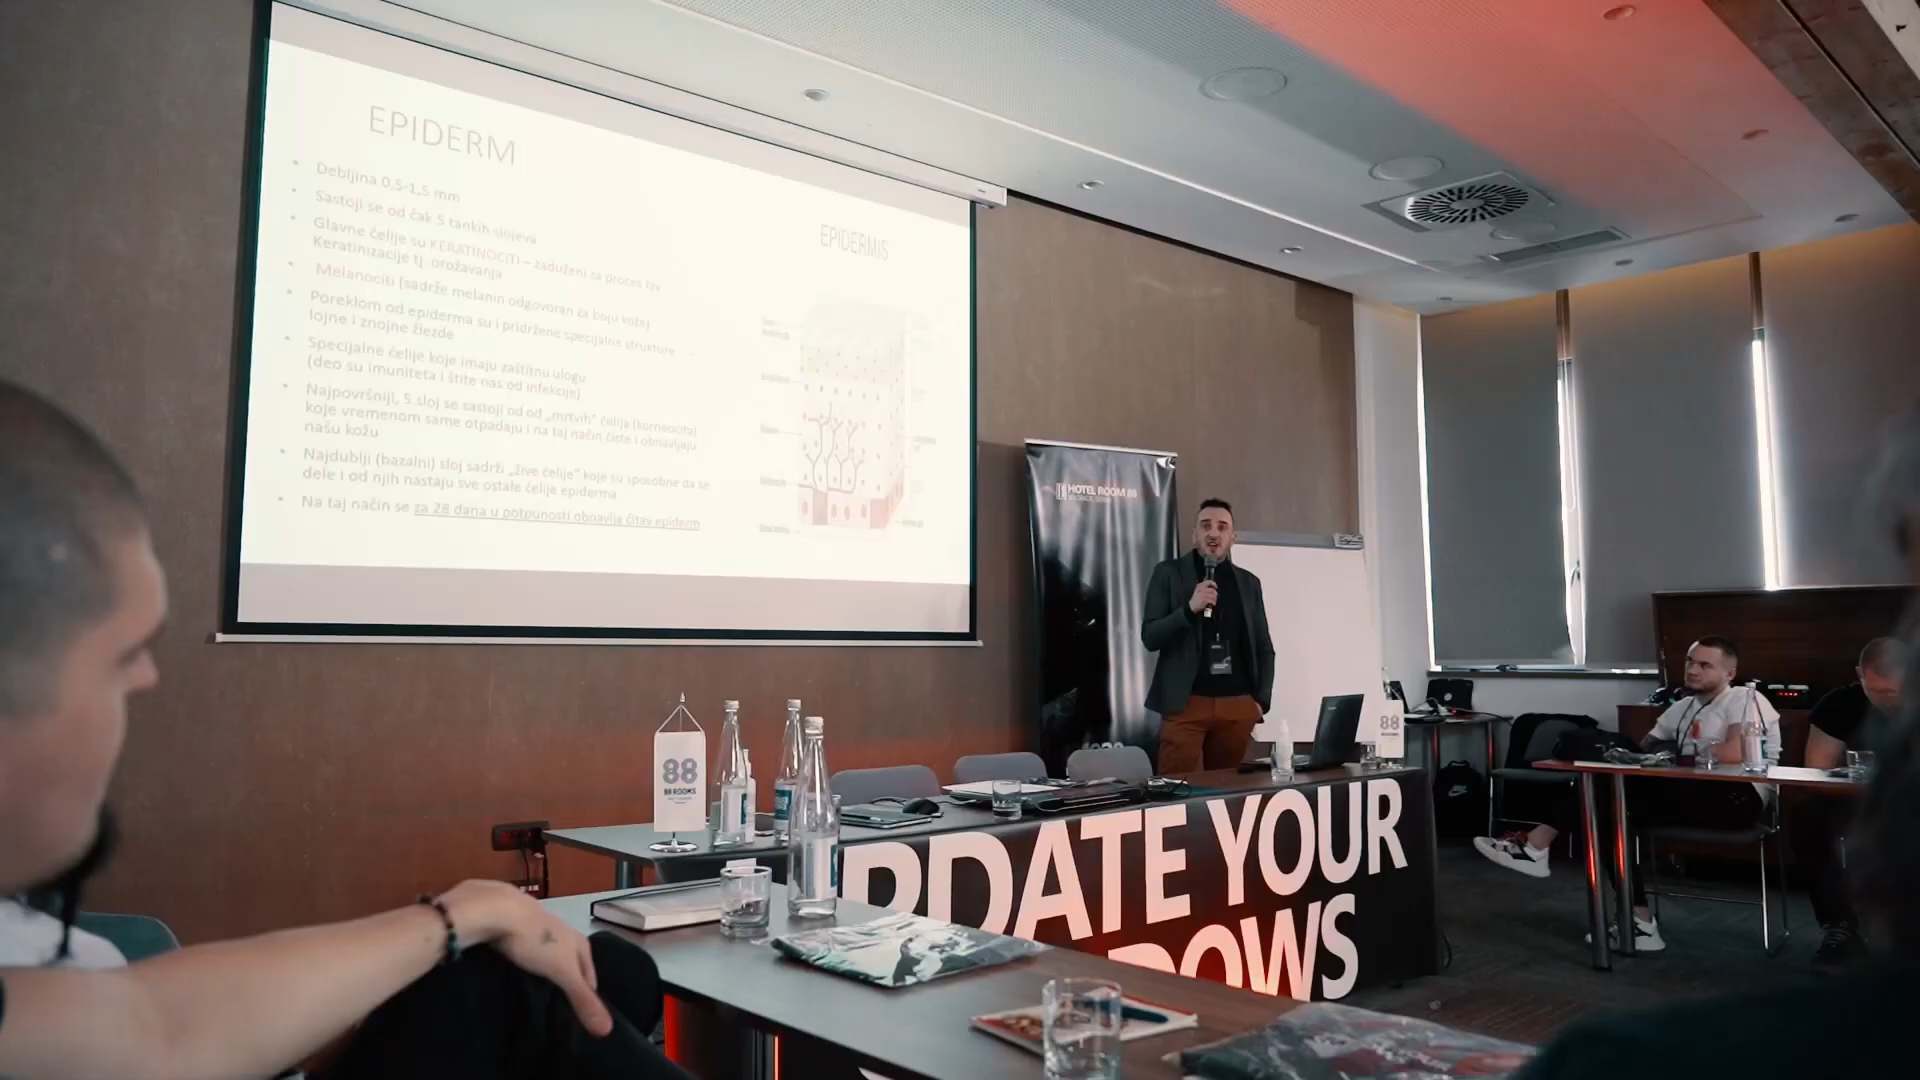 EPIDERM
• Debljina 0,5-1,5 mm
• Sastoji se od čak 5 tankih slojeva
• Glavne ćelije su KERATINOCITI – zaduženi za proces tzv
Keratinizacije tj. orožavanja
• Melanociti (sadrže melanin odgovoran za boju kože)
• Poreklom od epiderma su i pridržene specijalne strukture -
lojne i znojne žlezde
• Specijalne ćelije koje imaju zaštitnu ulogu
(deo su imuniteta i štite nas od infekcije)
• Najpovršniji, 5.sloj se sastoji od od „mrtvih" ćelija (korneocita)
koje vremenom same otpadaju i na taj način čiste i obnavljaju
našu kožu
• Najdublji (bazalni) sloj sadrži „žive ćelije" koje su sposobne da se
dele i od njih nastaju sve ostale ćelije epiderma
• Na taj način se za 28 dana u potpunosti obnavlja čitav epiderm
EPIDERMIS
HOTEL ROOM 88
88
88 ROOMS
88
ROOMS
PDATE YOUR
DOWS